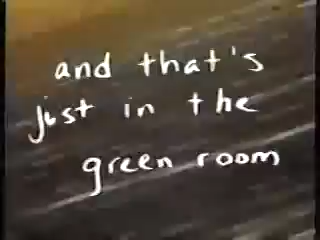 and that's
just in the
green room